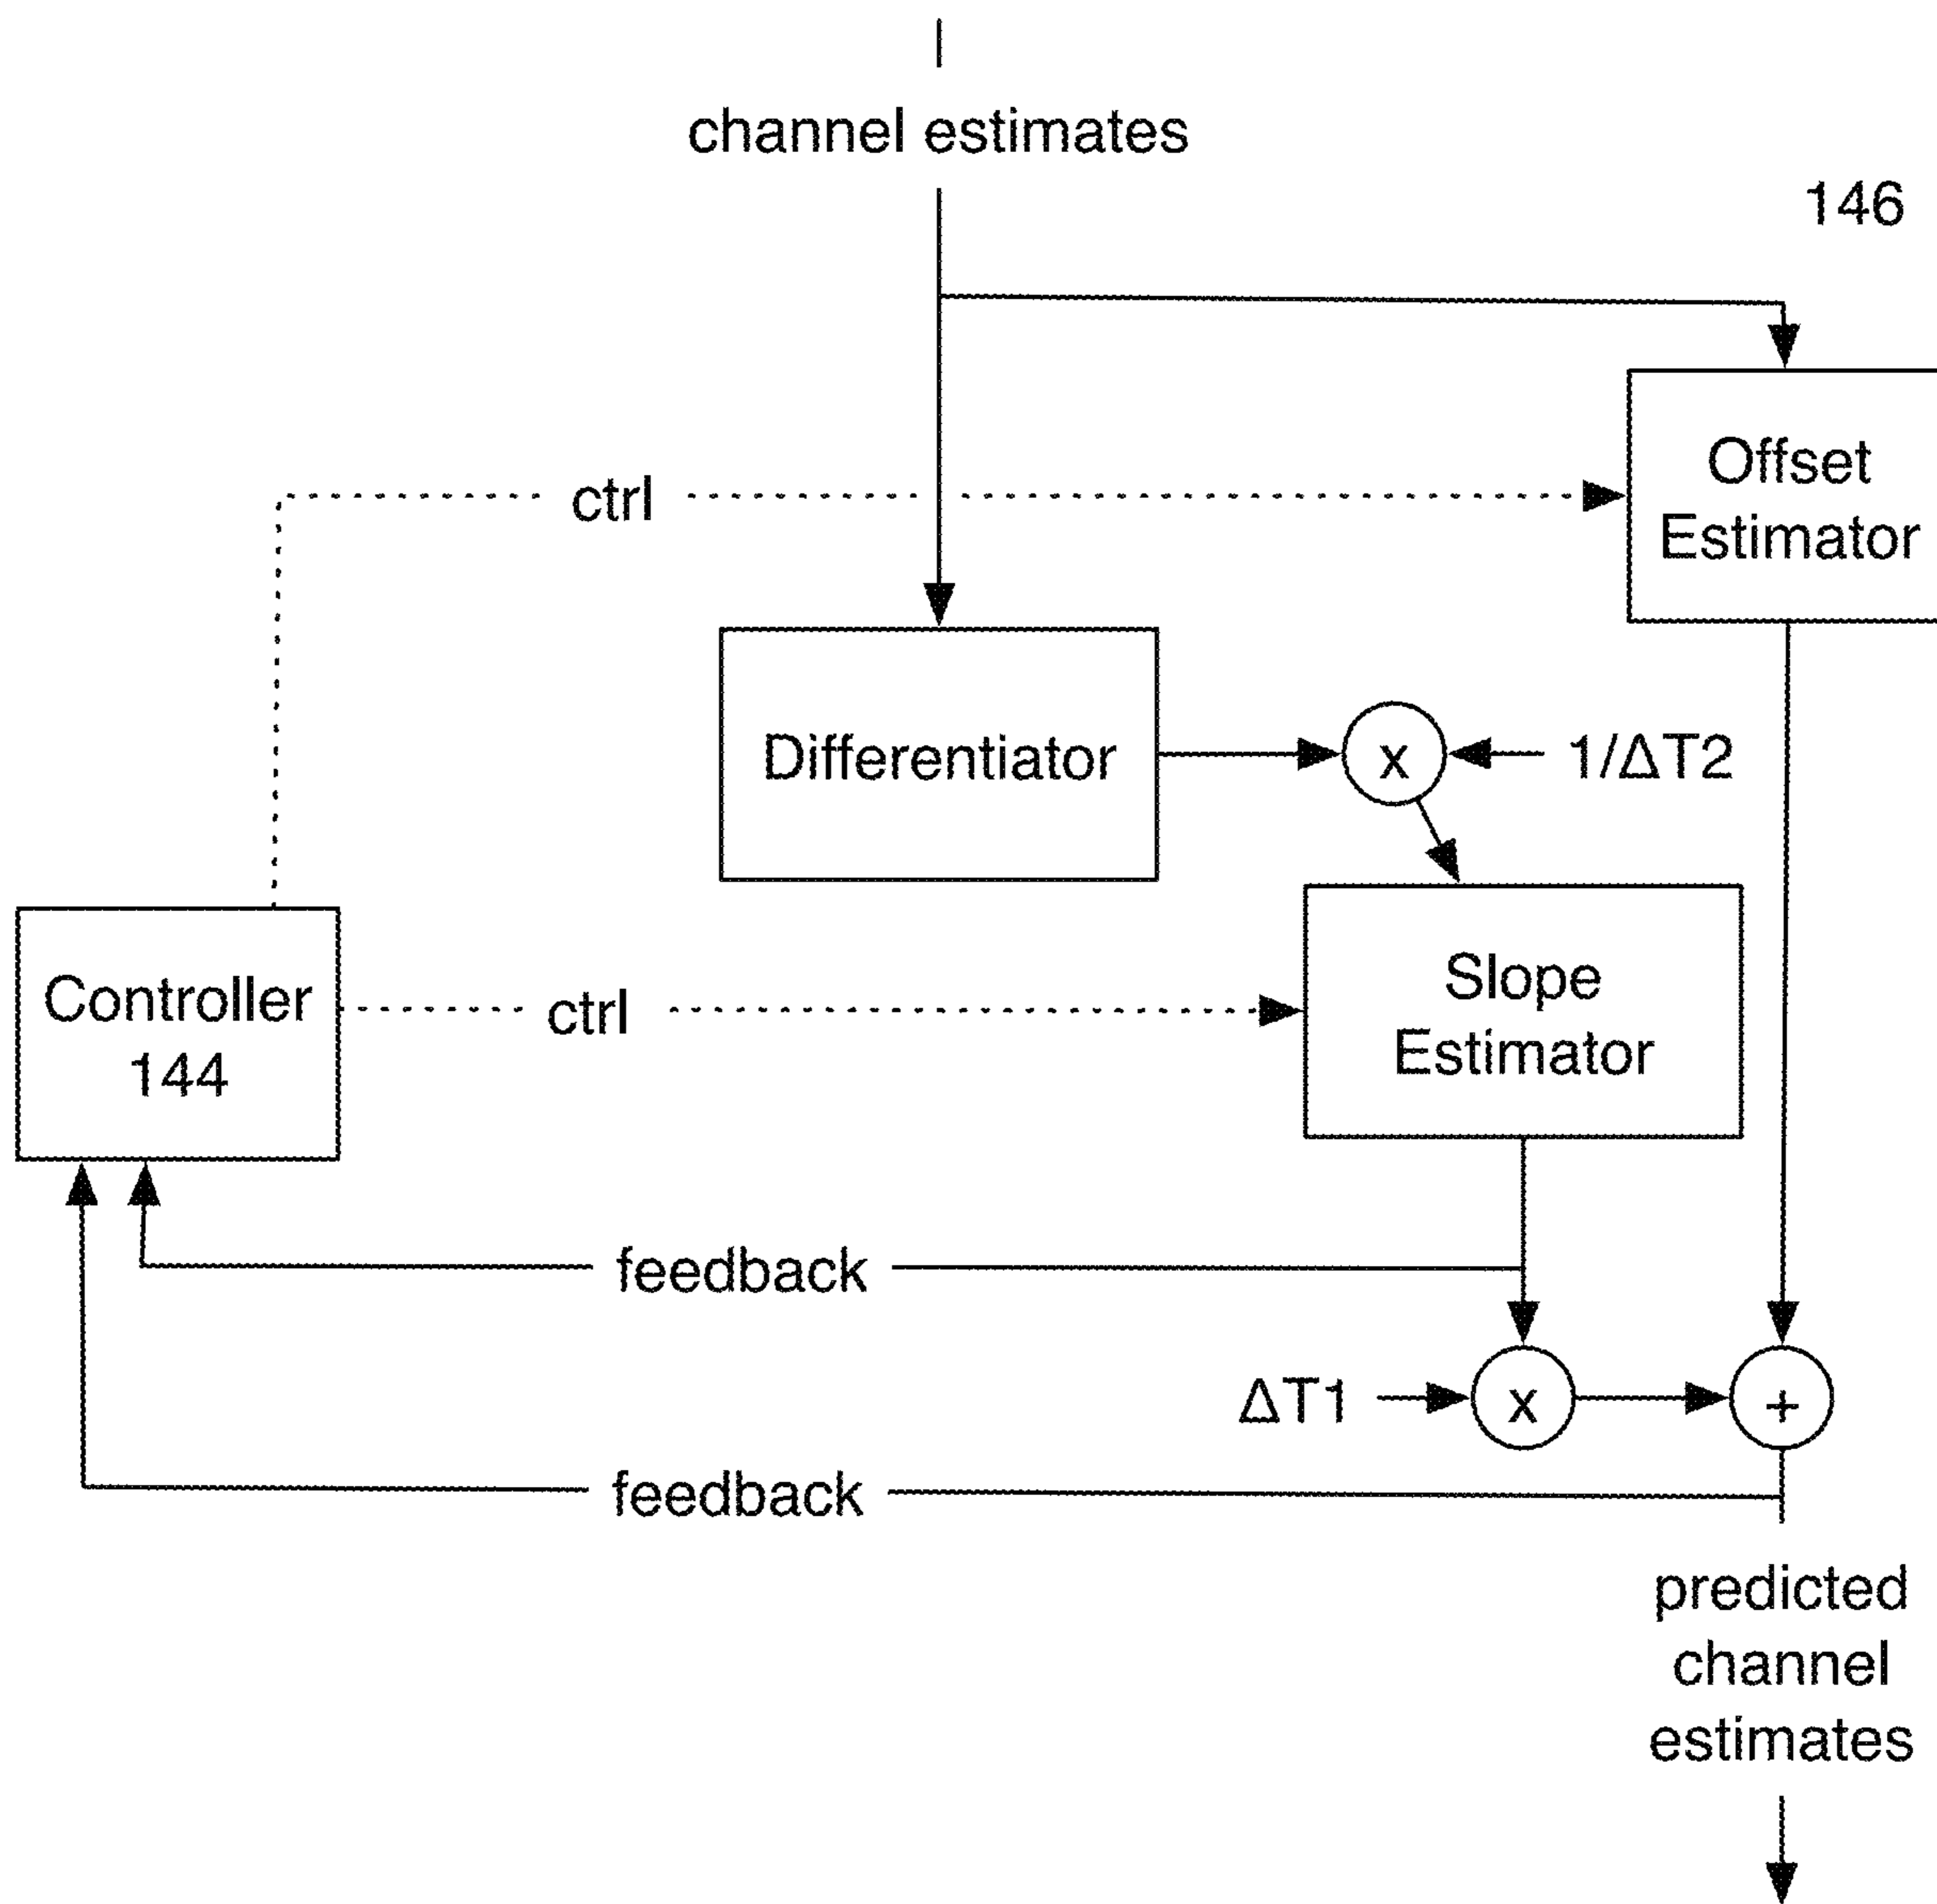 channel estimates
146
Offset
Estimator
ctrl
Differentiator
x
1/ΔT2
Controller
144
ctrl
Slope
Estimator
feedback
ΔT1
x
+
feedback
predicted
channel
estimates